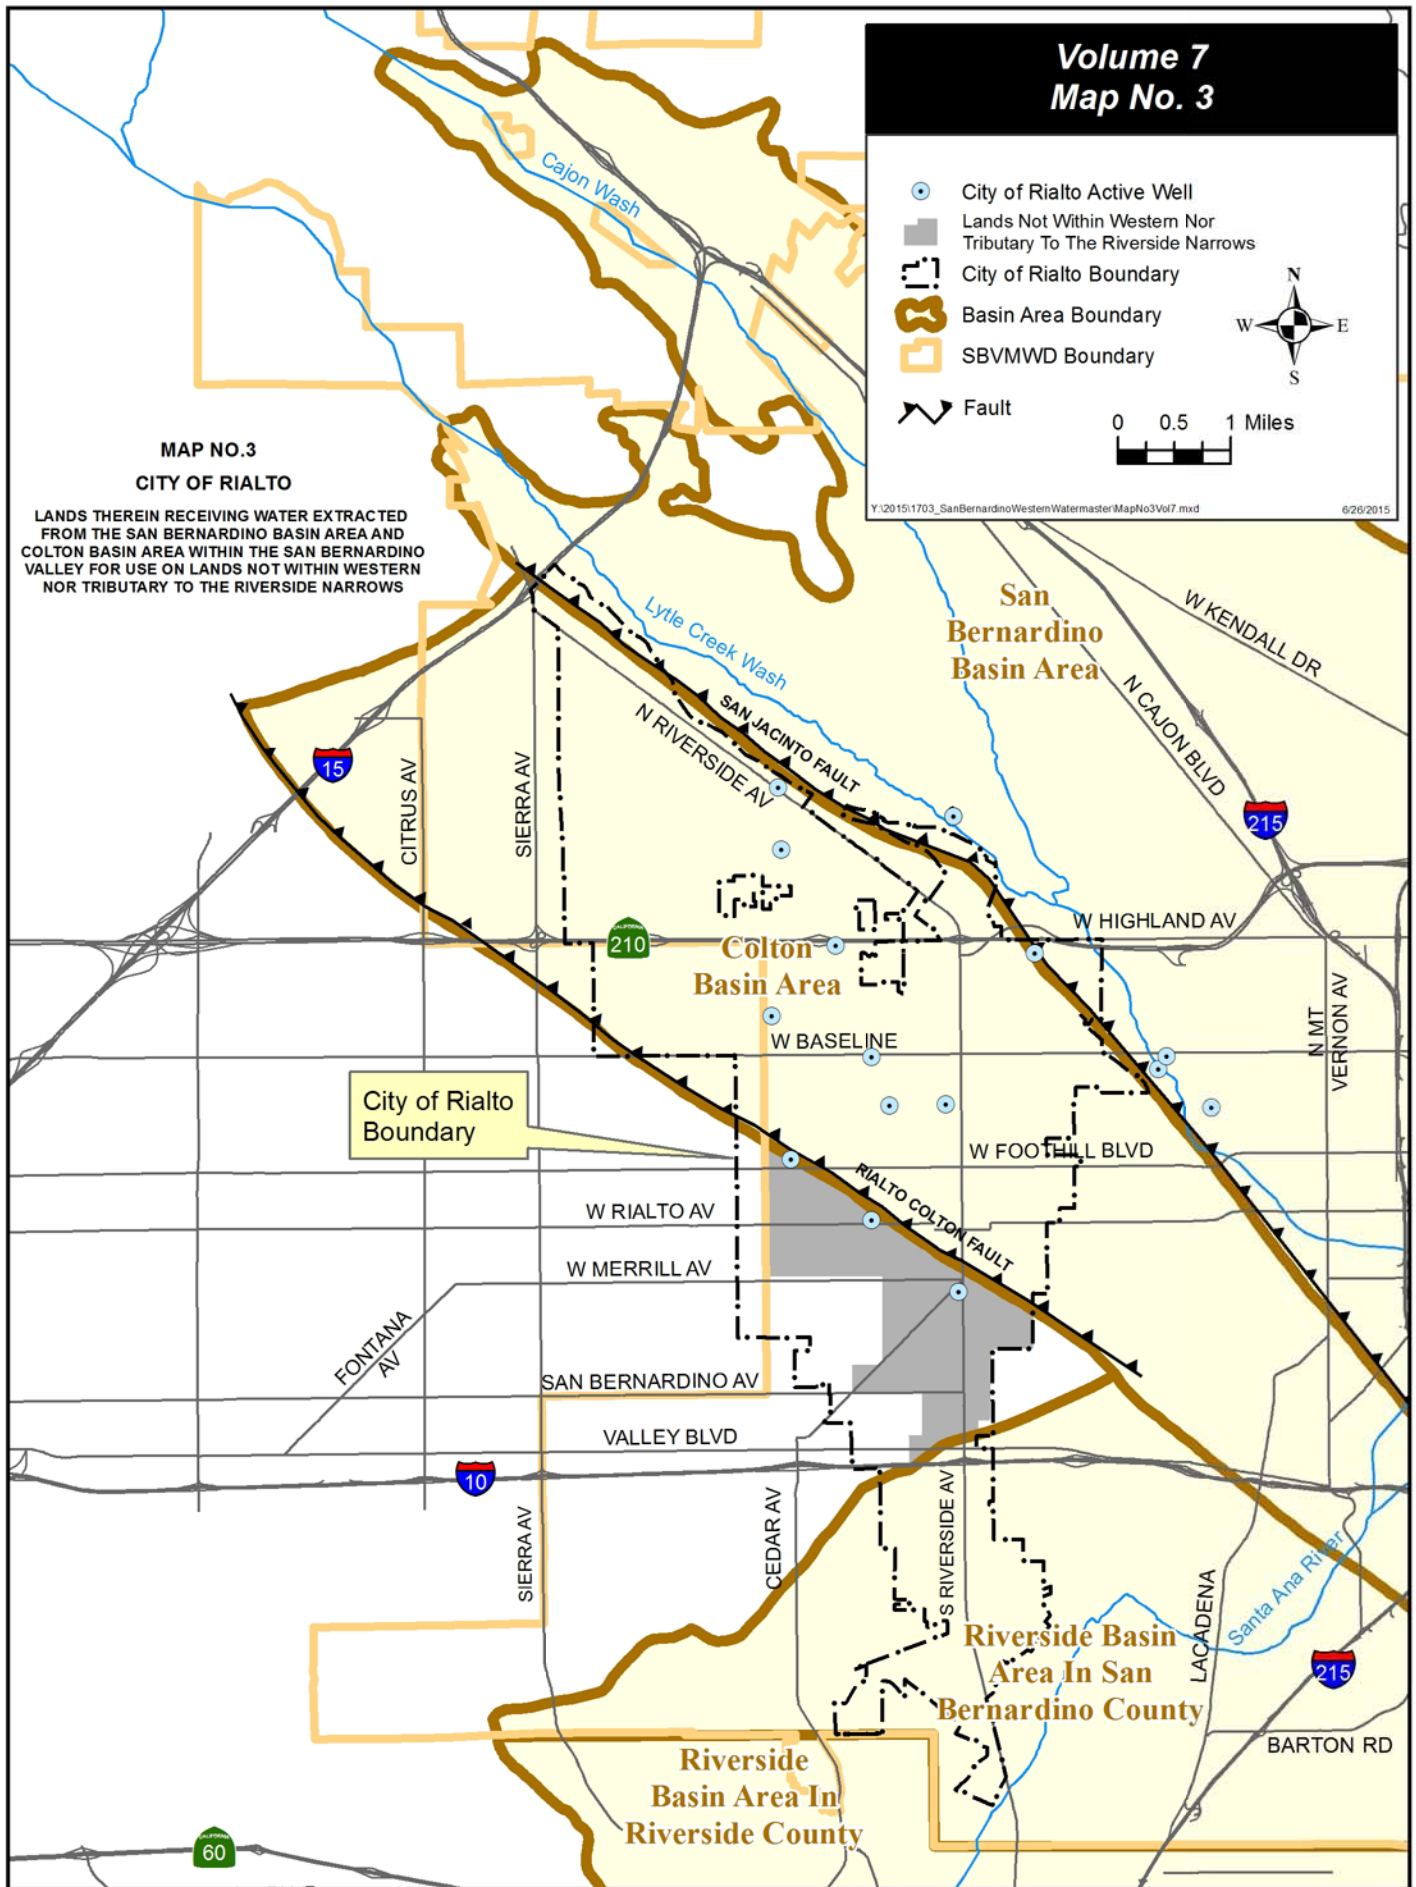 Volume 7
Map No. 3
City of Rialto Active Well
Lands Not Within Western Nor
Tributary To The Riverside Narrows
City of Rialto Boundary
Basin Area Boundary
SBVMWD Boundary
Fault
N
W
E
S
0 0.5 1 Miles
Y:\2015\1703_SanBernardinoWesternWatermaster\MapNo3Vol7.mxd
6/26/2015
Cajon Wash
MAP NO.3
CITY OF RIALTO
LANDS THEREIN RECEIVING WATER EXTRACTED
FROM THE SAN BERNARDINO BASIN AREA AND
COLTON BASIN AREA WITHIN THE SAN BERNARDINO
VALLEY FOR USE ON LANDS NOT WITHIN WESTERN
NOR TRIBUTARY TO THE RIVERSIDE NARROWS
San
Bernardino
Basin Area
W KENDALL DR
Lytle Creek Wash
N CAJON BLVD
SAN JACINTO FAULT
N RIVERSIDE AV
15
CITRUS AV
SIERRA AV
215
W HIGHLAND AV
CALIFORNIA
210
Colton
Basin Area
W BASELINE
N MT
VERNON AV
City of Rialto
Boundary
W FOOTHILL BLVD
RIALTO COLTON FAULT
W RIALTO AV
W MERRILL AV
FONTANA
AV
SAN BERNARDINO AV
VALLEY BLVD
10
SIERRA AV
CEDAR AV
S RIVERSIDE AV
LACADENA
Santa Ana River
Riverside Basin
Area In San
Bernardino County
215
BARTON RD
Riverside
Basin Area In
Riverside County
CALIFORNIA
60